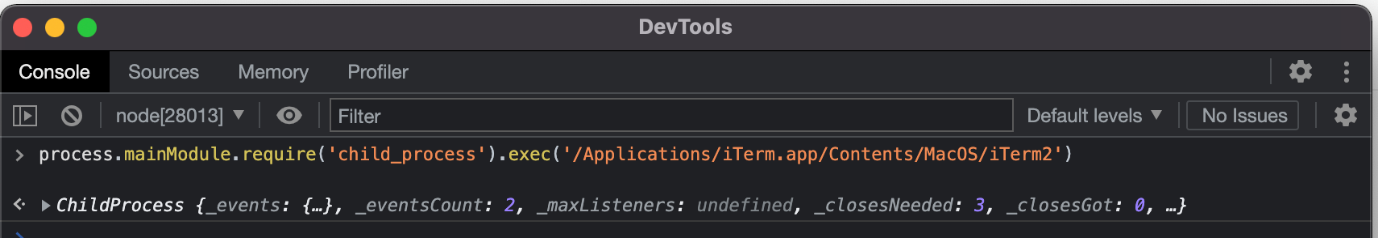 DevTools
Console Sources Memory Profiler
node[28013] ▼ Filter Default levels ▼ No Issues
> process.mainModule.require('child_process').exec('/Applications/iTerm.app/Contents/MacOS/iTerm2')
<· ▶ ChildProcess {_events: {…}, _eventsCount: 2, _maxListeners: undefined, _closesNeeded: 3, _closesGot: 0, …}
>